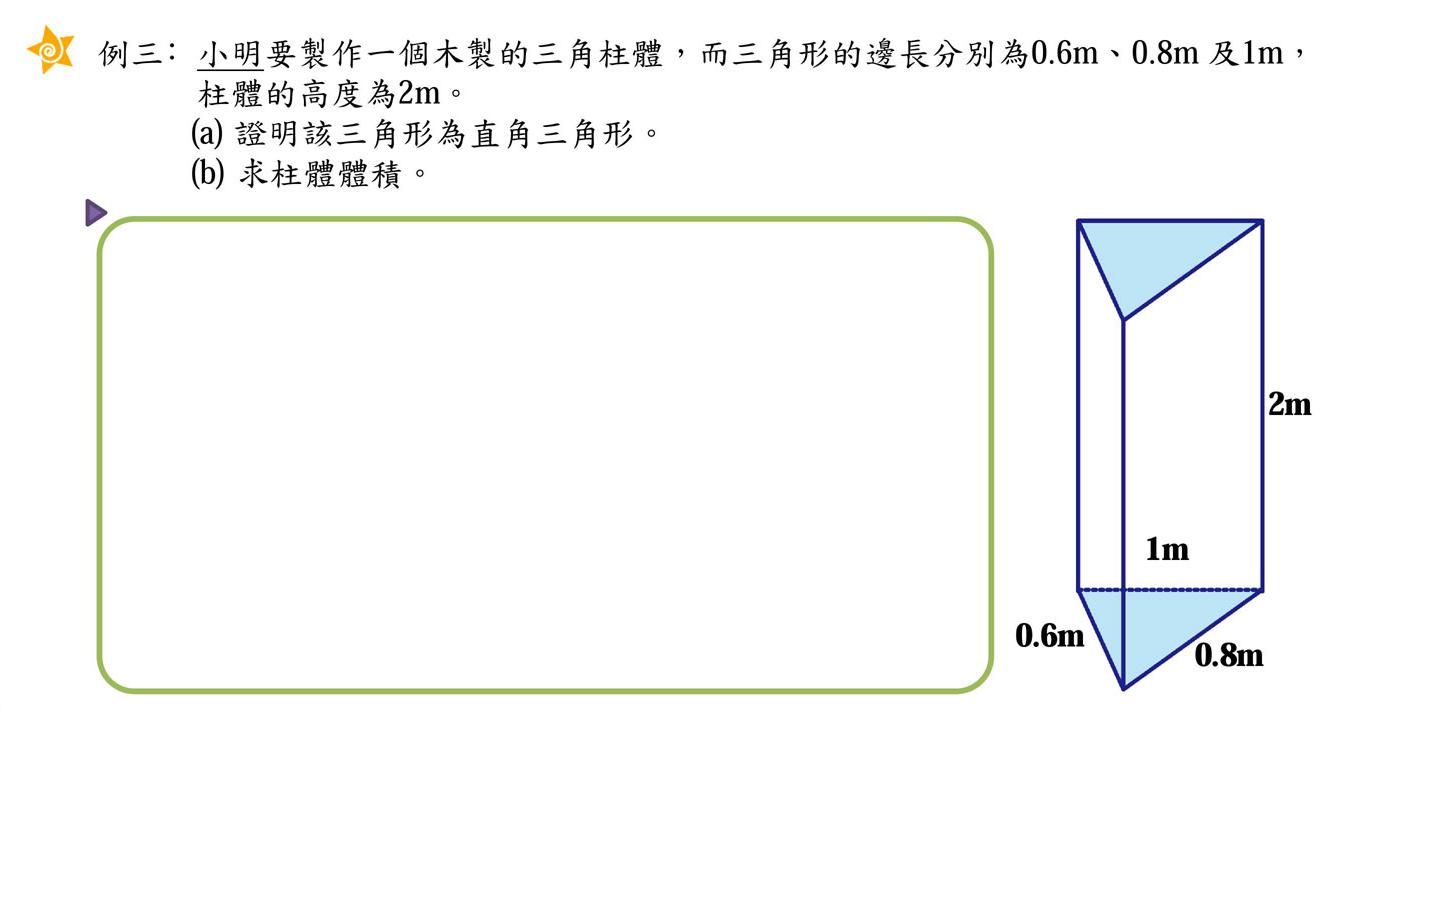 例三： 小明要製作一個木製的三角柱體，而三角形的邊長分別為0.6m、0.8m 及1m，
柱體的高度為2m。
(a) 證明該三角形為直角三角形。
(b) 求柱體體積。
2m
1m
0.6m
0.8m